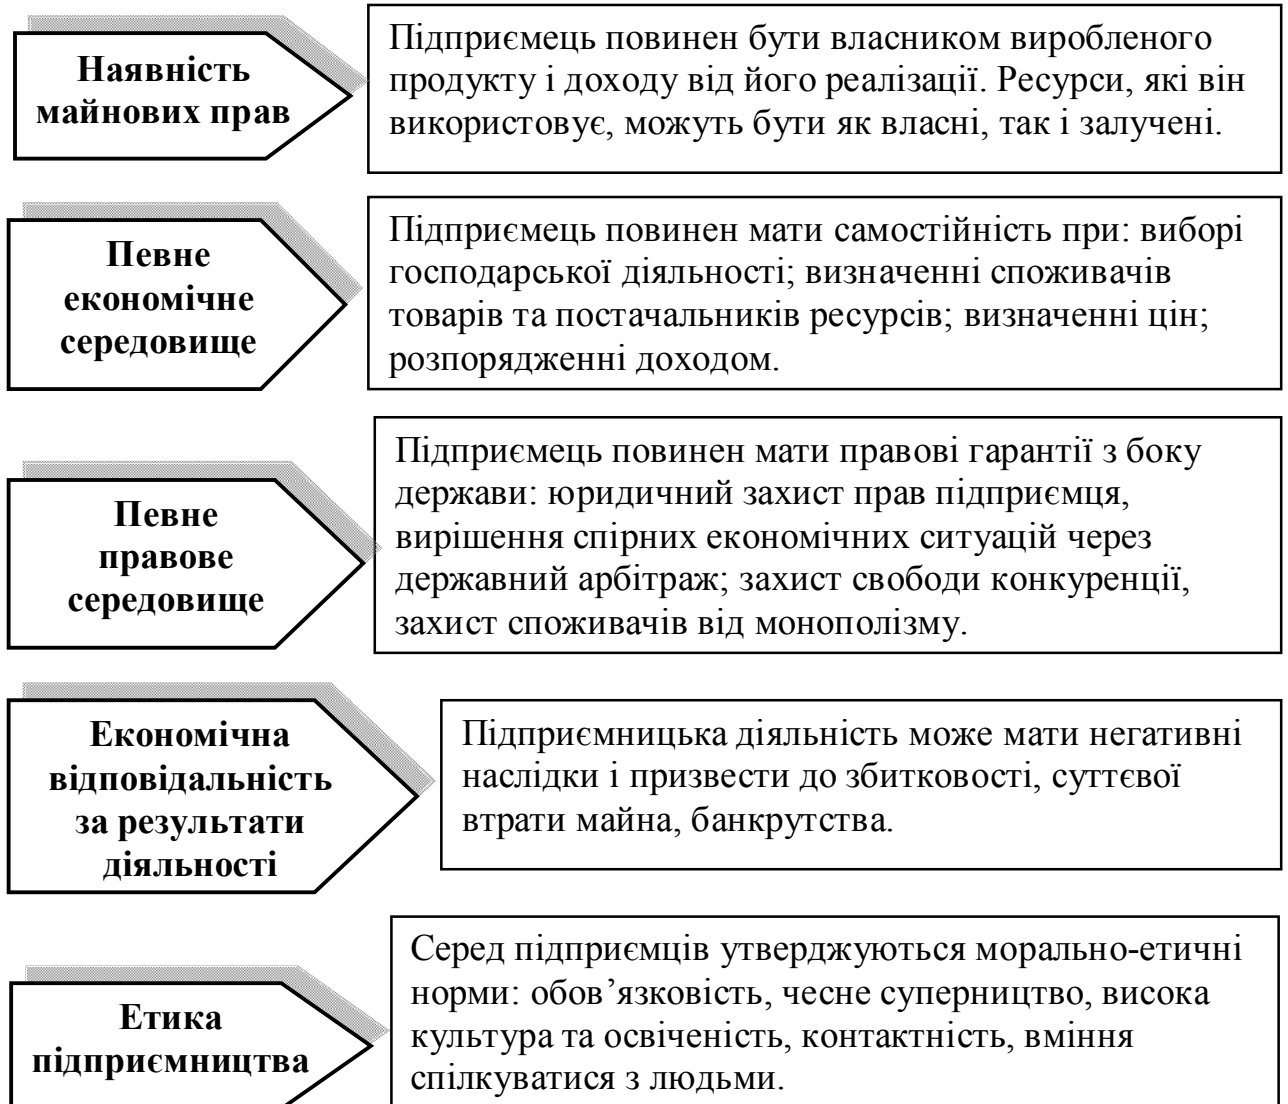 Наявність
майнових прав
Підприємець повинен бути власником виробленого
продукту і доходу від його реалізації. Ресурси, які він
використовує, можуть бути як власні, так і залучені.
Певне
економічне
середовище
Підприємець повинен мати самостійність при: виборі
господарської діяльності; визначенні споживачів
товарів та постачальників ресурсів; визначенні цін;
розпорядженні доходом.
Певне
правове
середовище
Підприємець повинен мати правові гарантії з боку
держави: юридичний захист прав підприємця,
вирішення спірних економічних ситуацій через
державний арбітраж; захист свободи конкуренції,
захист споживачів від монополізму.
Економічна
відповідальність
за результати
діяльності
Підприємницька діяльність може мати негативні
наслідки і призвести до збитковості, суттєвої
втрати майна, банкрутства.
Етика
підприємництва
Серед підприємців утверджуються морально-етичні
норми: обов’язковість, чесне суперництво, висока
культура та освіченість, контактність, вміння
спілкуватися з людьми.